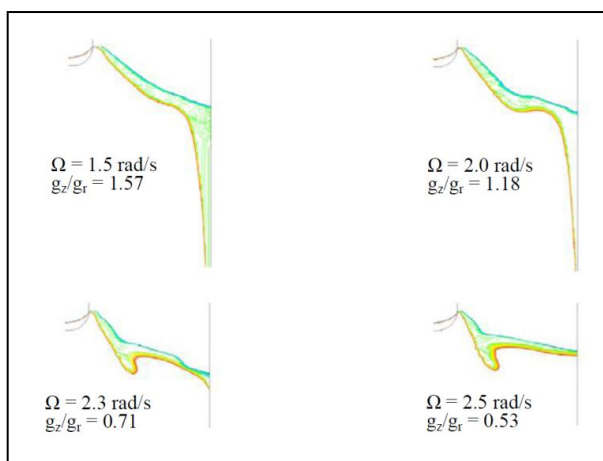 Ω = 1.5 rad/s
g_z/g_r = 1.57
Ω = 2.0 rad/s
g_z/g_r = 1.18
Ω = 2.3 rad/s
g_z/g_r = 0.71
Ω = 2.5 rad/s
g_z/g_r = 0.53